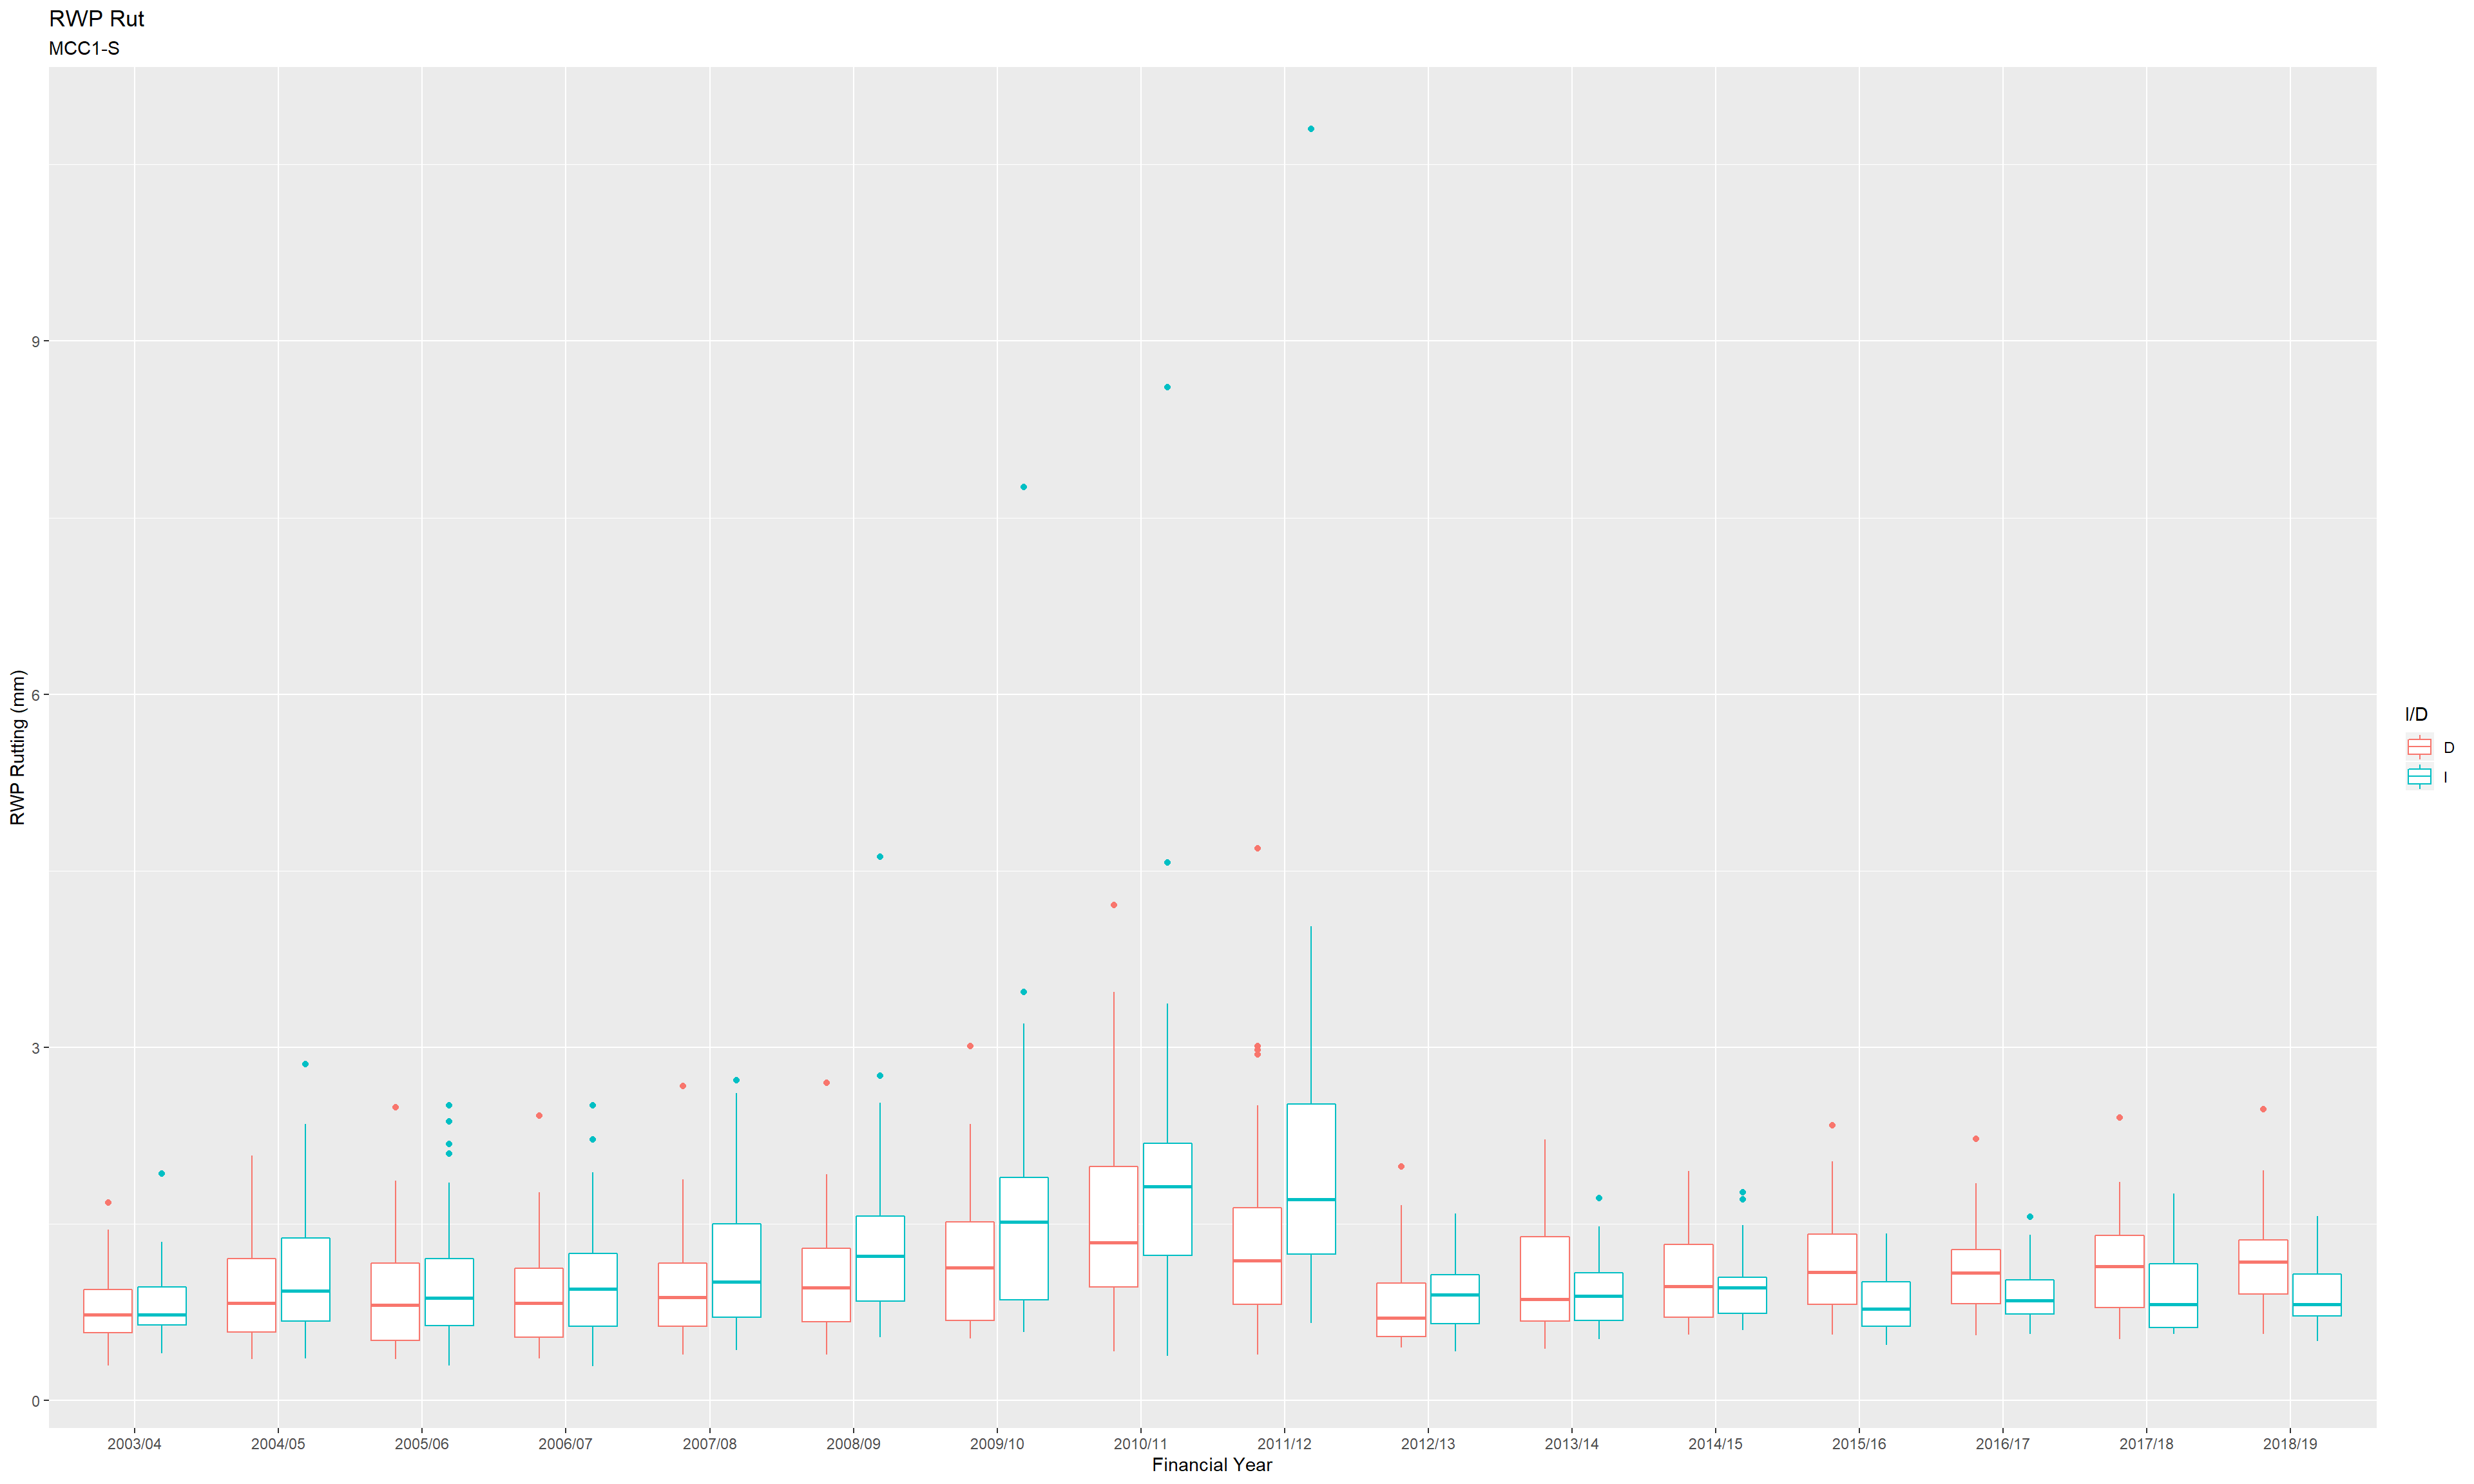 RWP Rut
MCC1-S
RWP Rutting (mm)
9
6
3
0
2003/04 2004/05 2005/06 2006/07 2007/08 2008/09 2009/10 2010/11 2011/12 2012/13 2013/14 2014/15 2015/16 2016/17 2017/18 2018/19
Financial Year
I/D
D
I